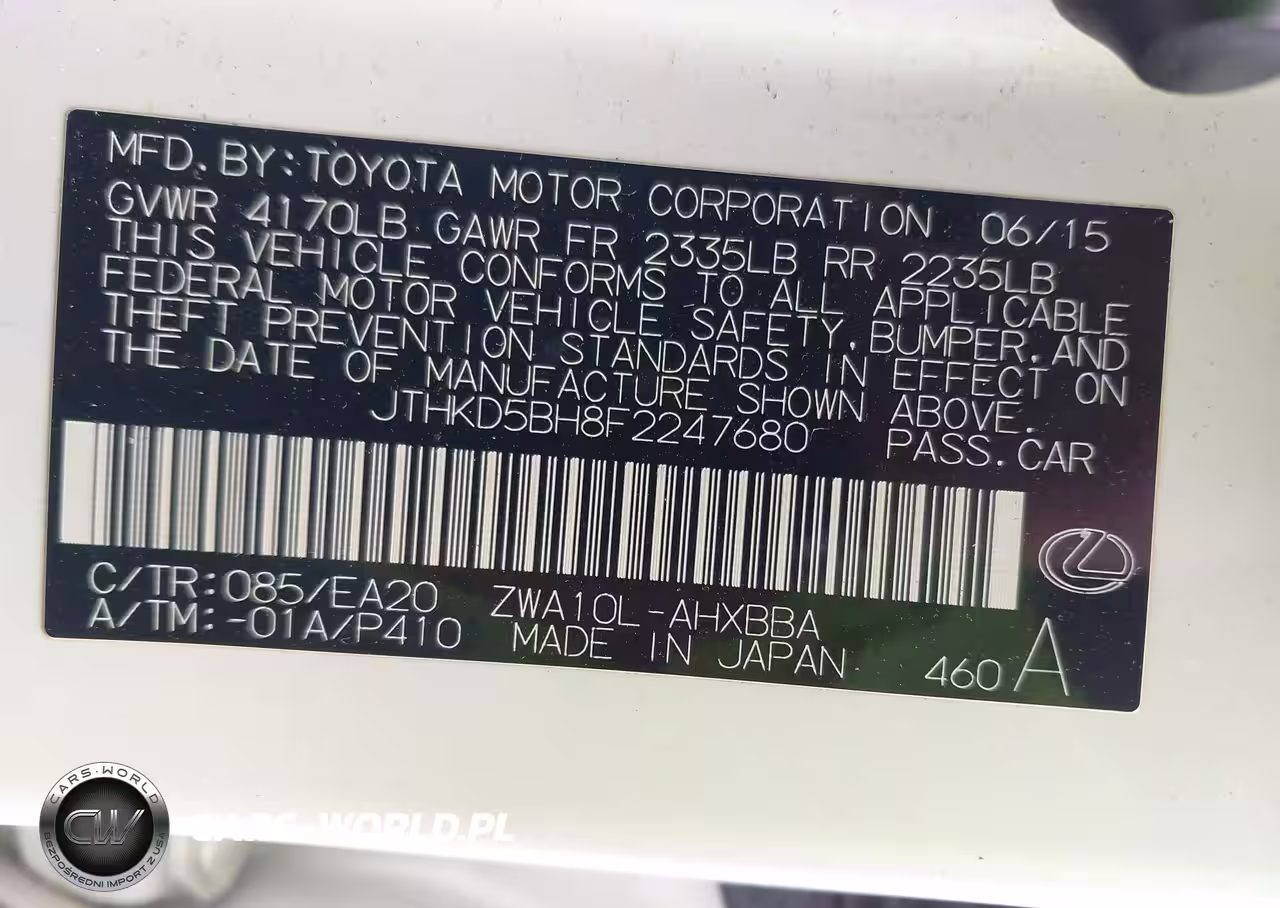 MFD. BY: TOYOTA MOTOR CORPORATION 06/15
GVWR 4170LB GAWR FR 2335LB RR 2235LB
THIS VEHICLE CONFORMS TO ALL APPLICABLE
FEDERAL MOTOR VEHICLE SAFETY, BUMPER, AND
THEFT PREVENTION STANDARDS IN EFFECT ON
THE DATE OF MANUFACTURE SHOWN ABOVE.
JTHKD5BH8F2247680 PASS. CAR
C/TR: 085/EA20 ZWA10L-AHXBBA
A/TM: -01A/P410 MADE IN JAPAN 460 A
CARS-WORLD
CW
BEZPOŚREDNI IMPORT Z USA
CARS-WORLD.PL